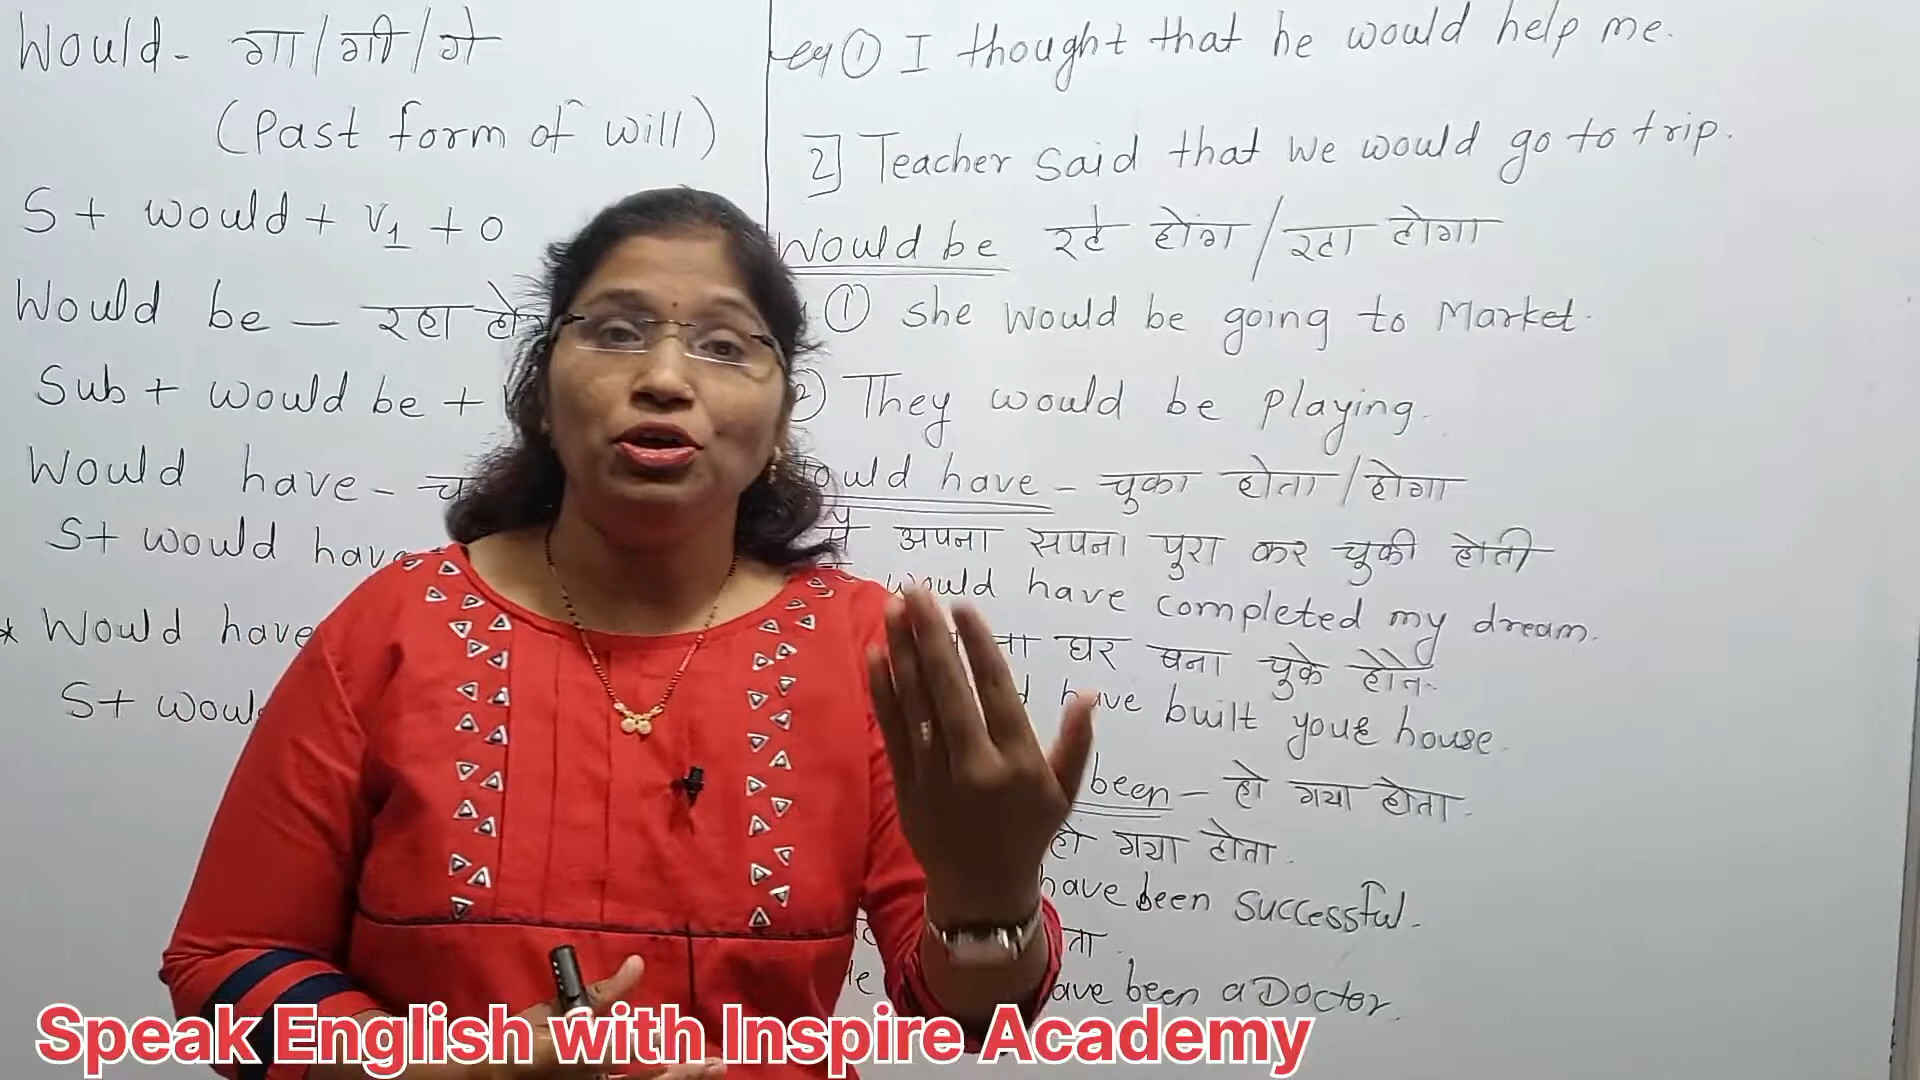 Would - गा/गी/गे
(Past form of will)
S+ would + V1 + O
Would be — रहा
Sub + would be +
Would have -
S+ would have
* Would have
S+ would
eg ① I thought that he would help me.
2] Teacher said that we would go to trip.
Would be रहे होंगे/रहा होगा
① she would be going to Market.
② They would be playing.
would have - चुका होता/होगा
मैं अपना सपना पुरा कर चुकी होती
would have completed my dream.
घर बना चुके होते
have built your house.
been - हो गया होता.
हो गया होता.
have been successful.
have been a Doctor.
Speak English with Inspire Academy